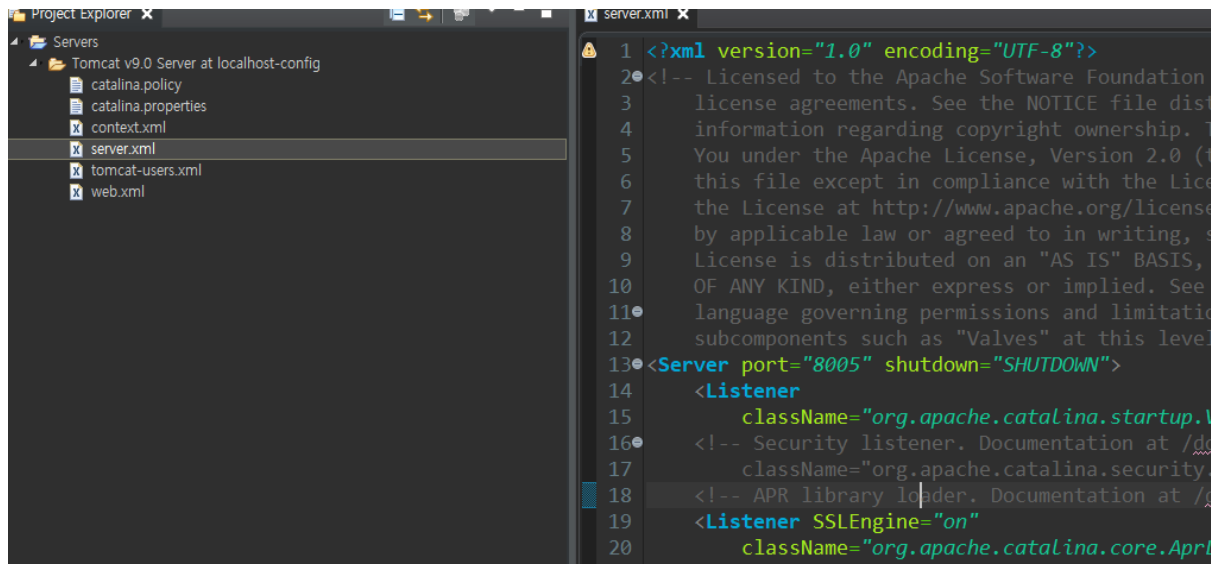 Project Explorer
Servers
Tomcat v9.0 Server at localhost-config
catalina.policy
catalina.properties
context.xml
server.xml
tomcat-users.xml
web.xml
server.xml
1 <?xml version="1.0" encoding="UTF-8"?>
2 <!-- Licensed to the Apache Software Foundation
3 license agreements. See the NOTICE file dist
4 information regarding copyright ownership. T
5 You under the Apache License, Version 2.0 (t
6 this file except in compliance with the Lice
7 the License at http://www.apache.org/license
8 by applicable law or agreed to in writing, s
9 License is distributed on an "AS IS" BASIS,
10 OF ANY KIND, either express or implied. See
11 language governing permissions and limitatio
12 subcomponents such as "Valves" at this level
13 <Server port="8005" shutdown="SHUTDOWN">
14 <Listener
15 className="org.apache.catalina.startup.V
16 <!-- Security listener. Documentation at /do
17 className="org.apache.catalina.security.
18 <!-- APR library loader. Documentation at /
19 <Listener SSLEngine="on"
20 className="org.apache.catalina.core.AprL